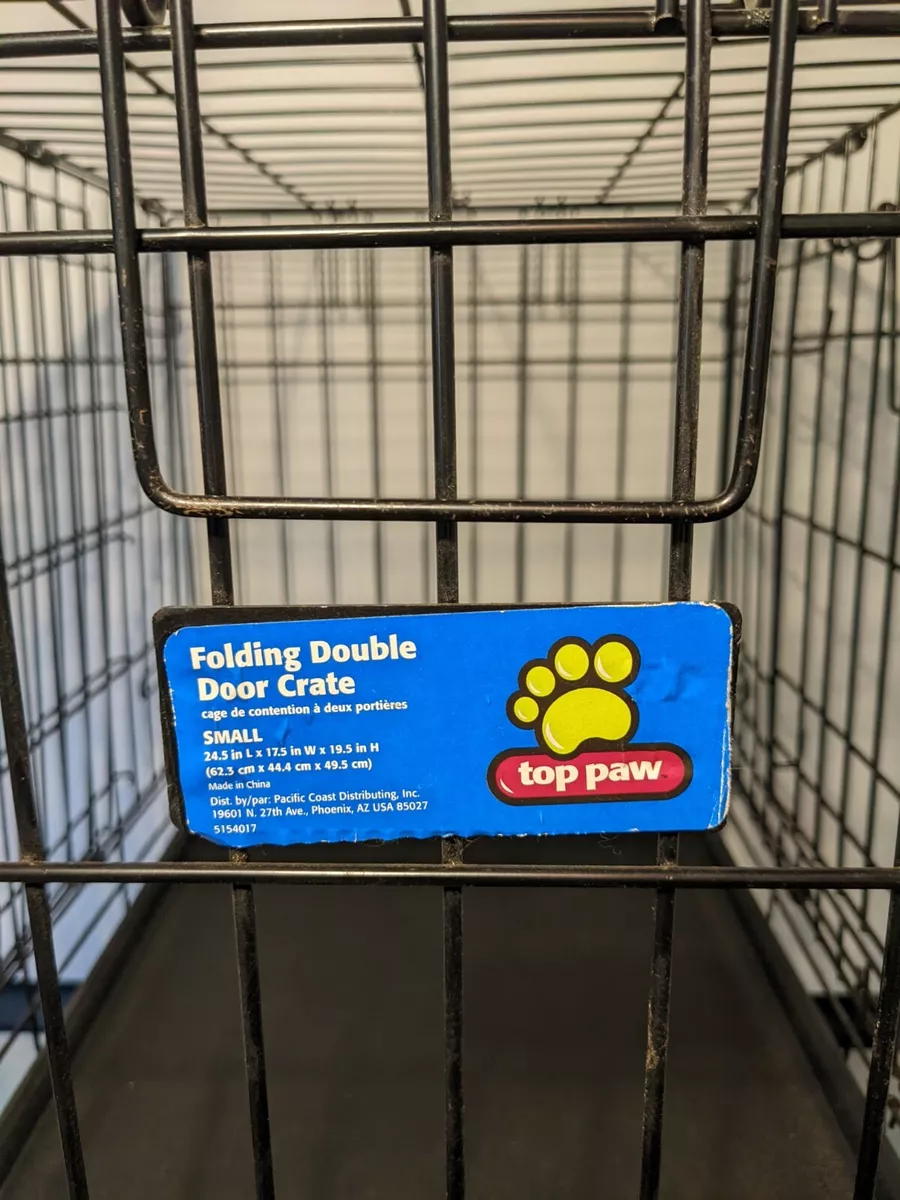 Folding Double
Door Crate
cage de contention à deux portières
SMALL
24.5 in L x 17.5 in W x 19.5 in H
(62.3 cm x 44.4 cm x 49.5 cm)
Made in China
Dist. by/par: Pacific Coast Distributing, Inc.
19601 N. 27th Ave., Phoenix, AZ USA 85027
5154017
top paw